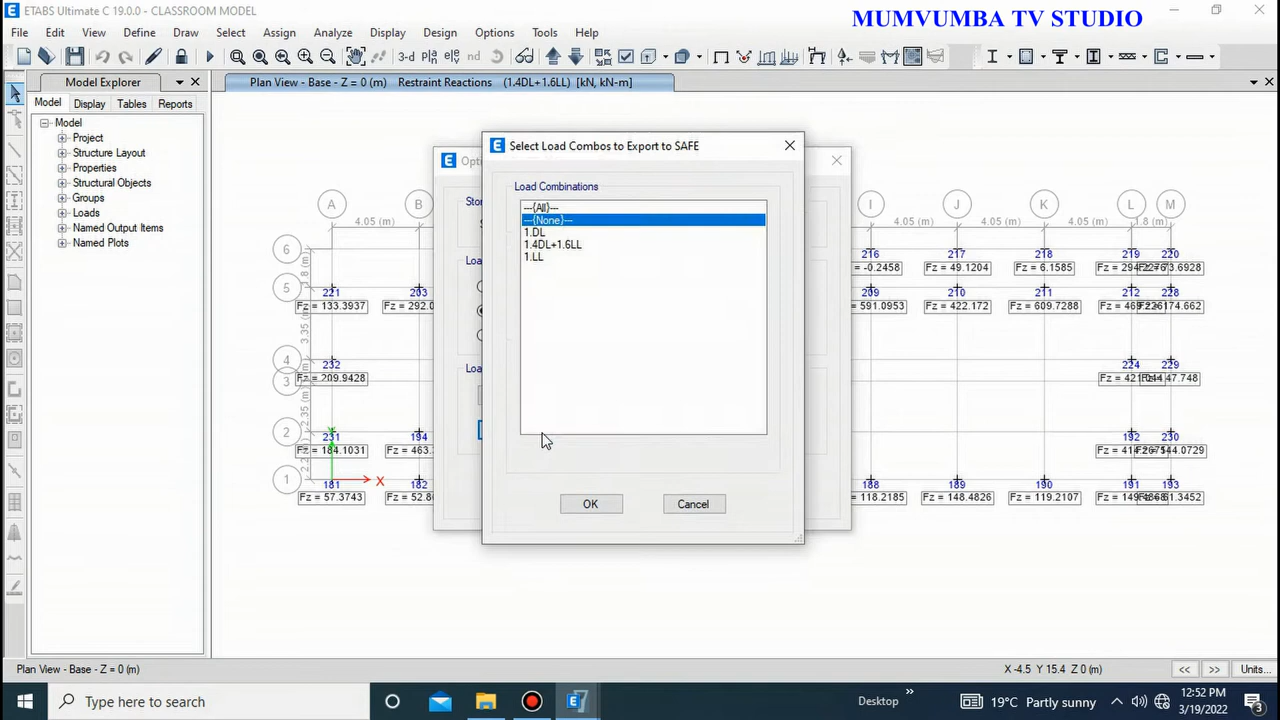 ETABS Ultimate C 19.0.0 - CLASSROOM MODEL
MUMVUMBA TV STUDIO
File Edit View Define Draw Select Assign Analyze Display Design Options Tools Help
3-d
Model Explorer
Plan View - Base - Z = 0 (m) Restraint Reactions (1.4DL+1.6LL) [kN, kN-m]
Model Display Tables Reports
Model
Project
Structure Layout
Properties
Structural Objects
Groups
Loads
Named Output Items
Named Plots
Select Load Combos to Export to SAFE
Load Combinations
---(All)---
---(None)---
1.DL
1.4DL+1.6LL
1.LL
OK Cancel
A B I J K L M
4.05 (m) 4.05 (m) 4.05 (m) 4.05 (m) 1.8 (m)
6 216 217 218 219 220
-0.2458 Fz = 49.1204 Fz = 6.1585
5 221 203 209 210 211 212 228
Fz = 133.3937 Fz = 292.0 591.0953 Fz = 422.172 Fz = 609.7288
4 232 224 229
3 Fz = 209.9428 47.748
2 231 194 192 230
Fz = 184.1031 Fz = 463.
1 181 182 188 189 190 191 193
X
Fz = 57.3743 Fz = 52.8 118.2185 Fz = 148.4826 Fz = 119.2107
Plan View - Base - Z = 0 (m)
X -4.5 Y 15.4 Z 0 (m) << >> Units...
Type here to search
Desktop
19°C Partly sunny
12:52 PM
3/19/2022
3